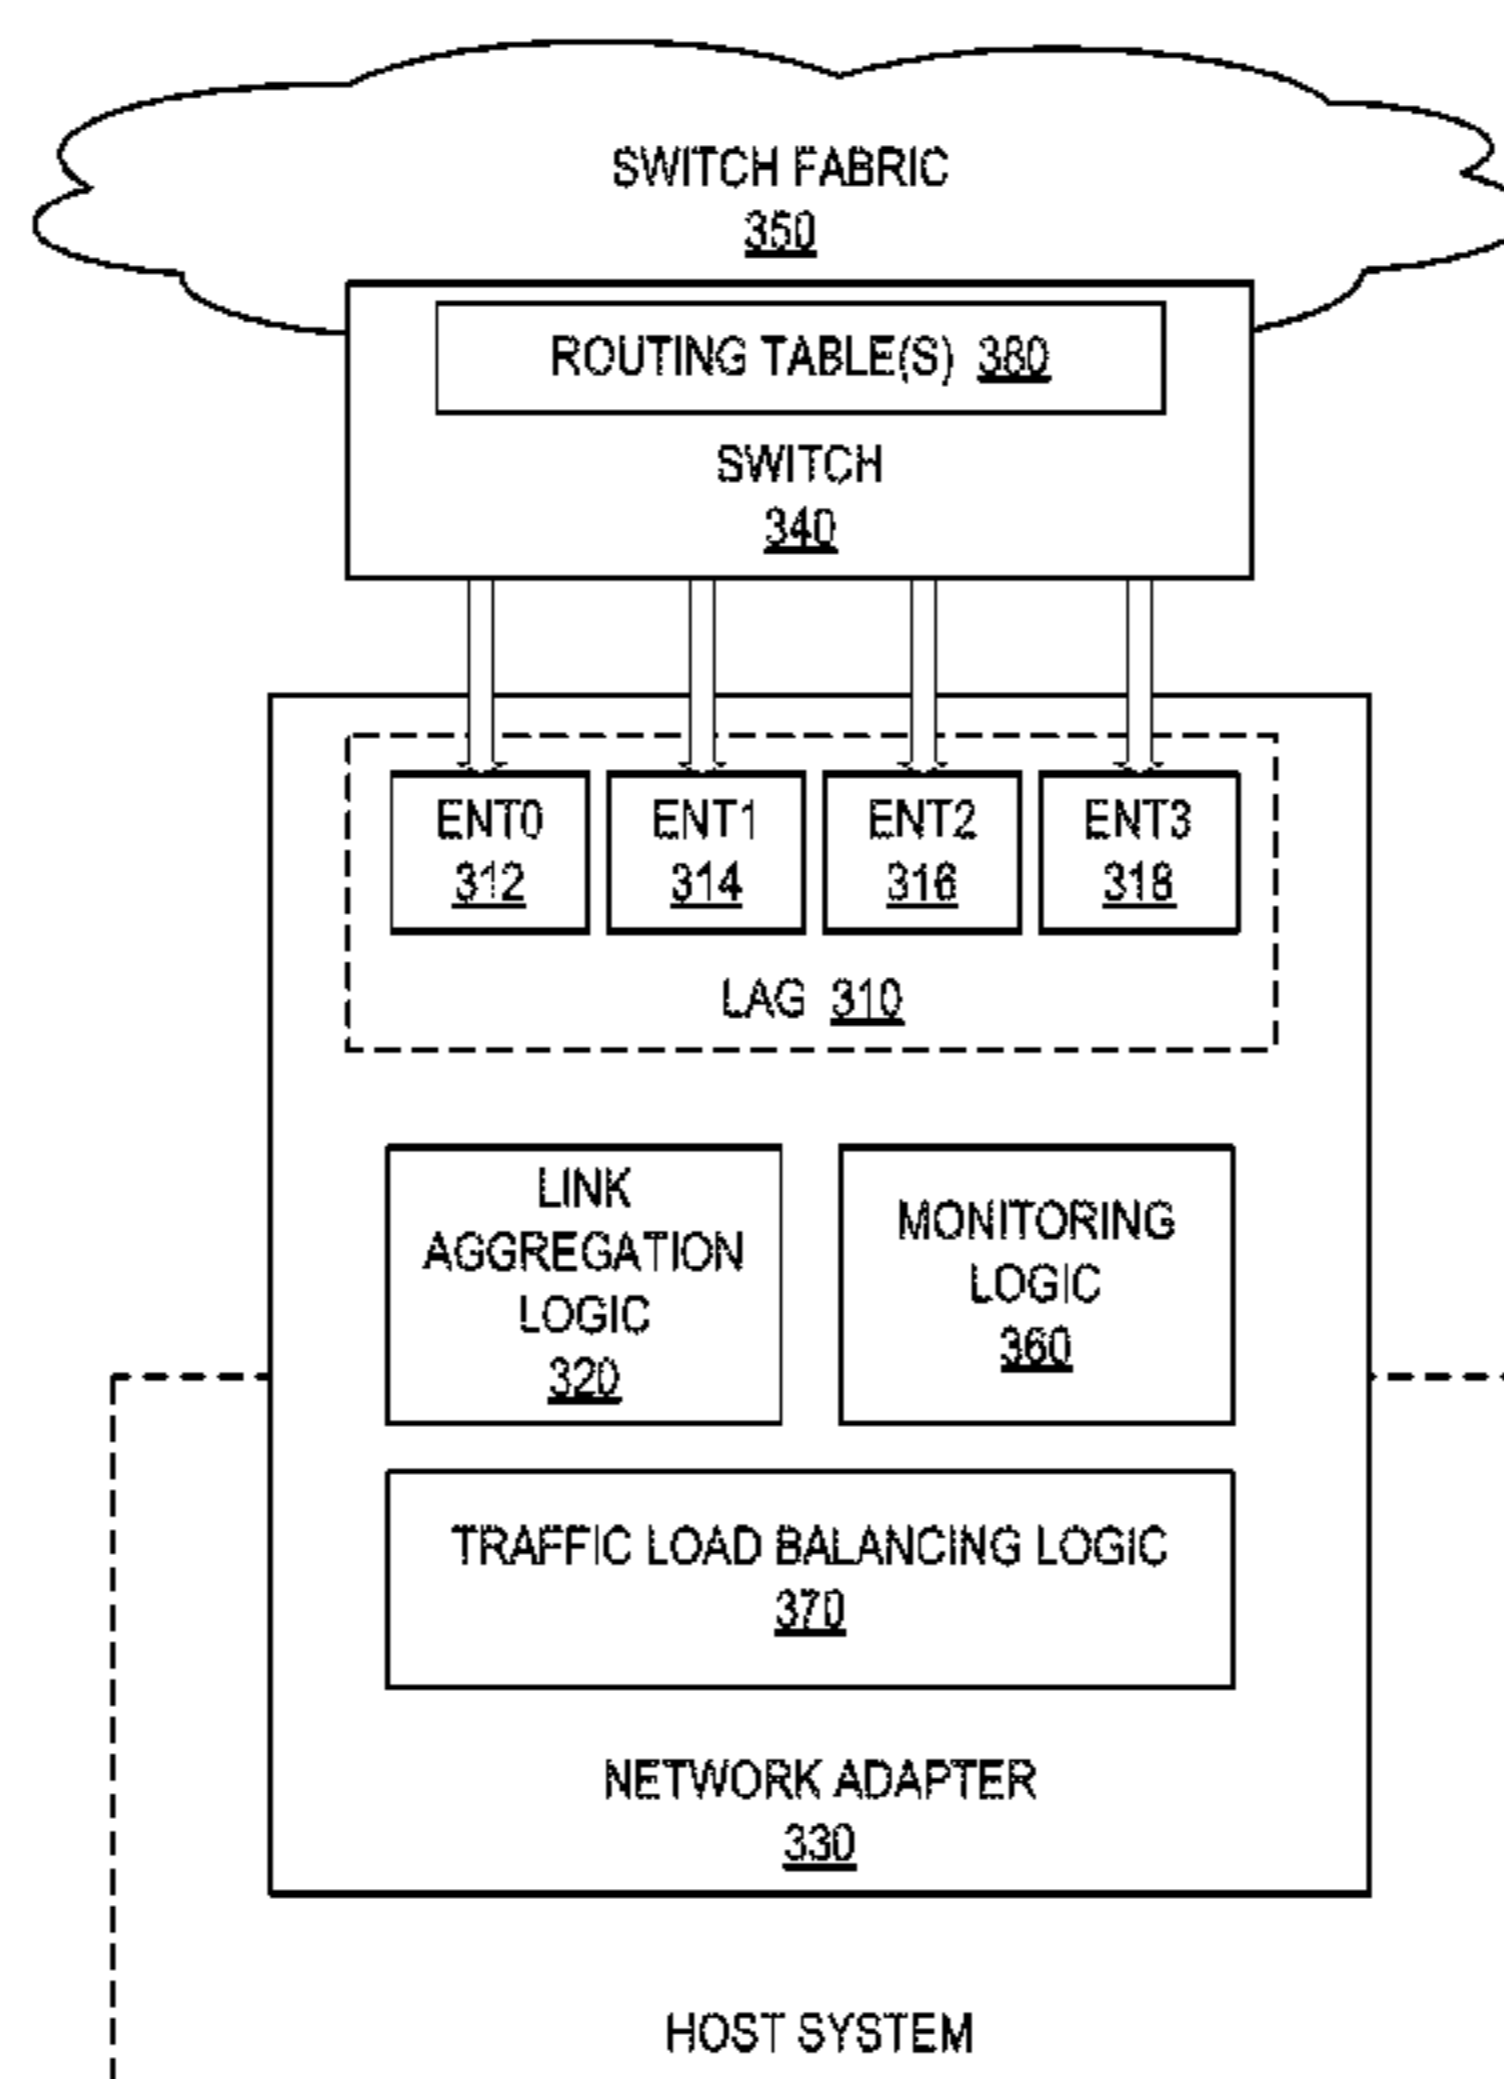 SWITCH FABRIC
350
ROUTING TABLE(S) 380
SWITCH
340
ENT0 ENT1 ENT2 ENT3
312 314 316 318
LAG 310
LINK
AGGREGATION
LOGIC
320
MONITORING
LOGIC
360
TRAFFIC LOAD BALANCING LOGIC
370
NETWORK ADAPTER
330
HOST SYSTEM